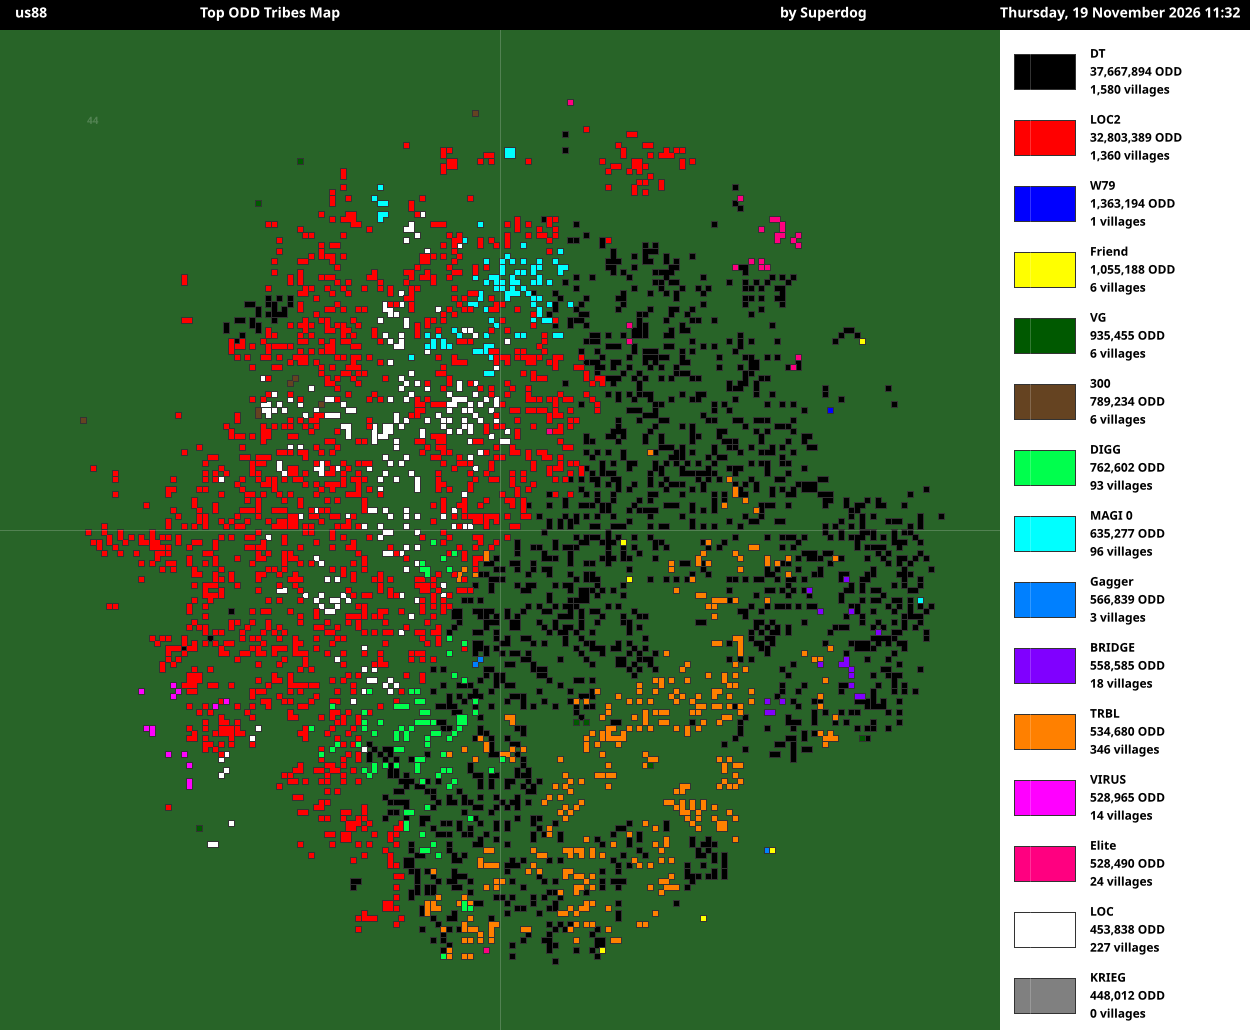 us88 Top ODD Tribes Map by Superdog Thursday, 19 November 2026 11:32
44
DT
37,667,894 ODD
1,580 villages
LOC2
32,803,389 ODD
1,360 villages
W79
1,363,194 ODD
1 villages
Friend
1,055,188 ODD
6 villages
VG
935,455 ODD
6 villages
300
789,234 ODD
6 villages
DIGG
762,602 ODD
93 villages
MAGI 0
635,277 ODD
96 villages
Gagger
566,839 ODD
3 villages
BRIDGE
558,585 ODD
18 villages
TRBL
534,680 ODD
346 villages
VIRUS
528,965 ODD
14 villages
Elite
528,490 ODD
24 villages
LOC
453,838 ODD
227 villages
KRIEG
448,012 ODD
0 villages